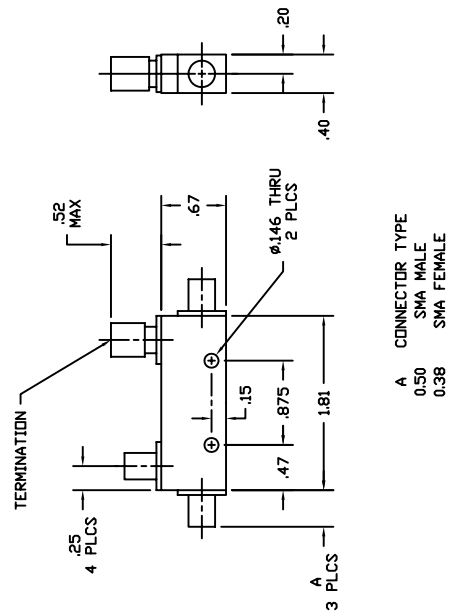 TERMINATION
.52
MAX
.25
4 PLCS
.67
Ø.146 THRU
2 PLCS
.15
.875
.47
1.81
A
3 PLCS
.20
.40
A CONNECTOR TYPE
0.50 SMA MALE
0.38 SMA FEMALE